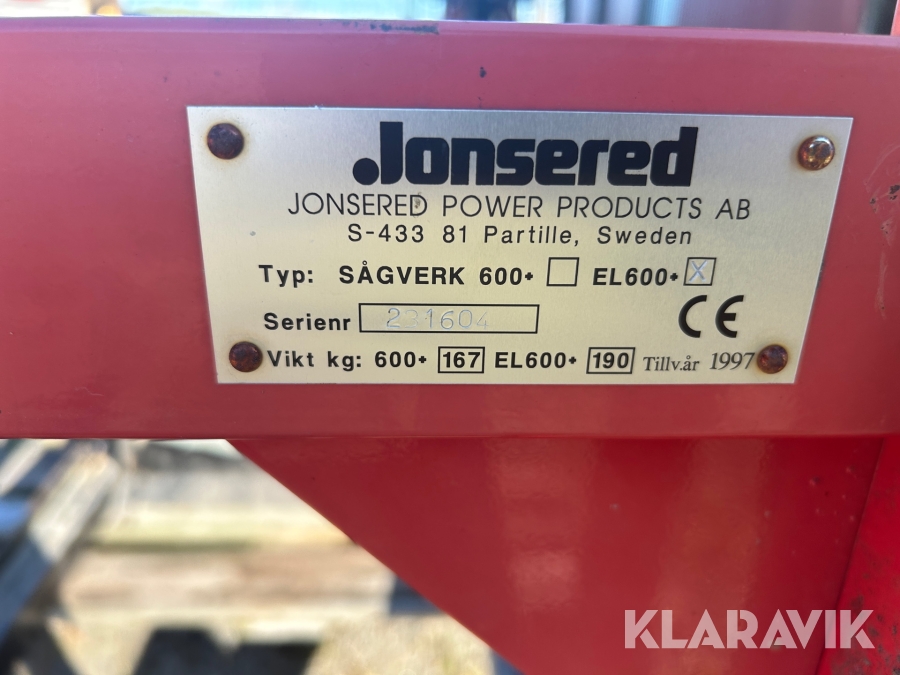 Jonsered
JONSERED POWER PRODUCTS AB
S-433 81 Partille, Sweden
Typ: SÅGVERK 600+ EL600+ X
Serienr
Vikt kg: 600+ 167 EL600+ 190 Tillv.år 1997
CE
KLARAVIK